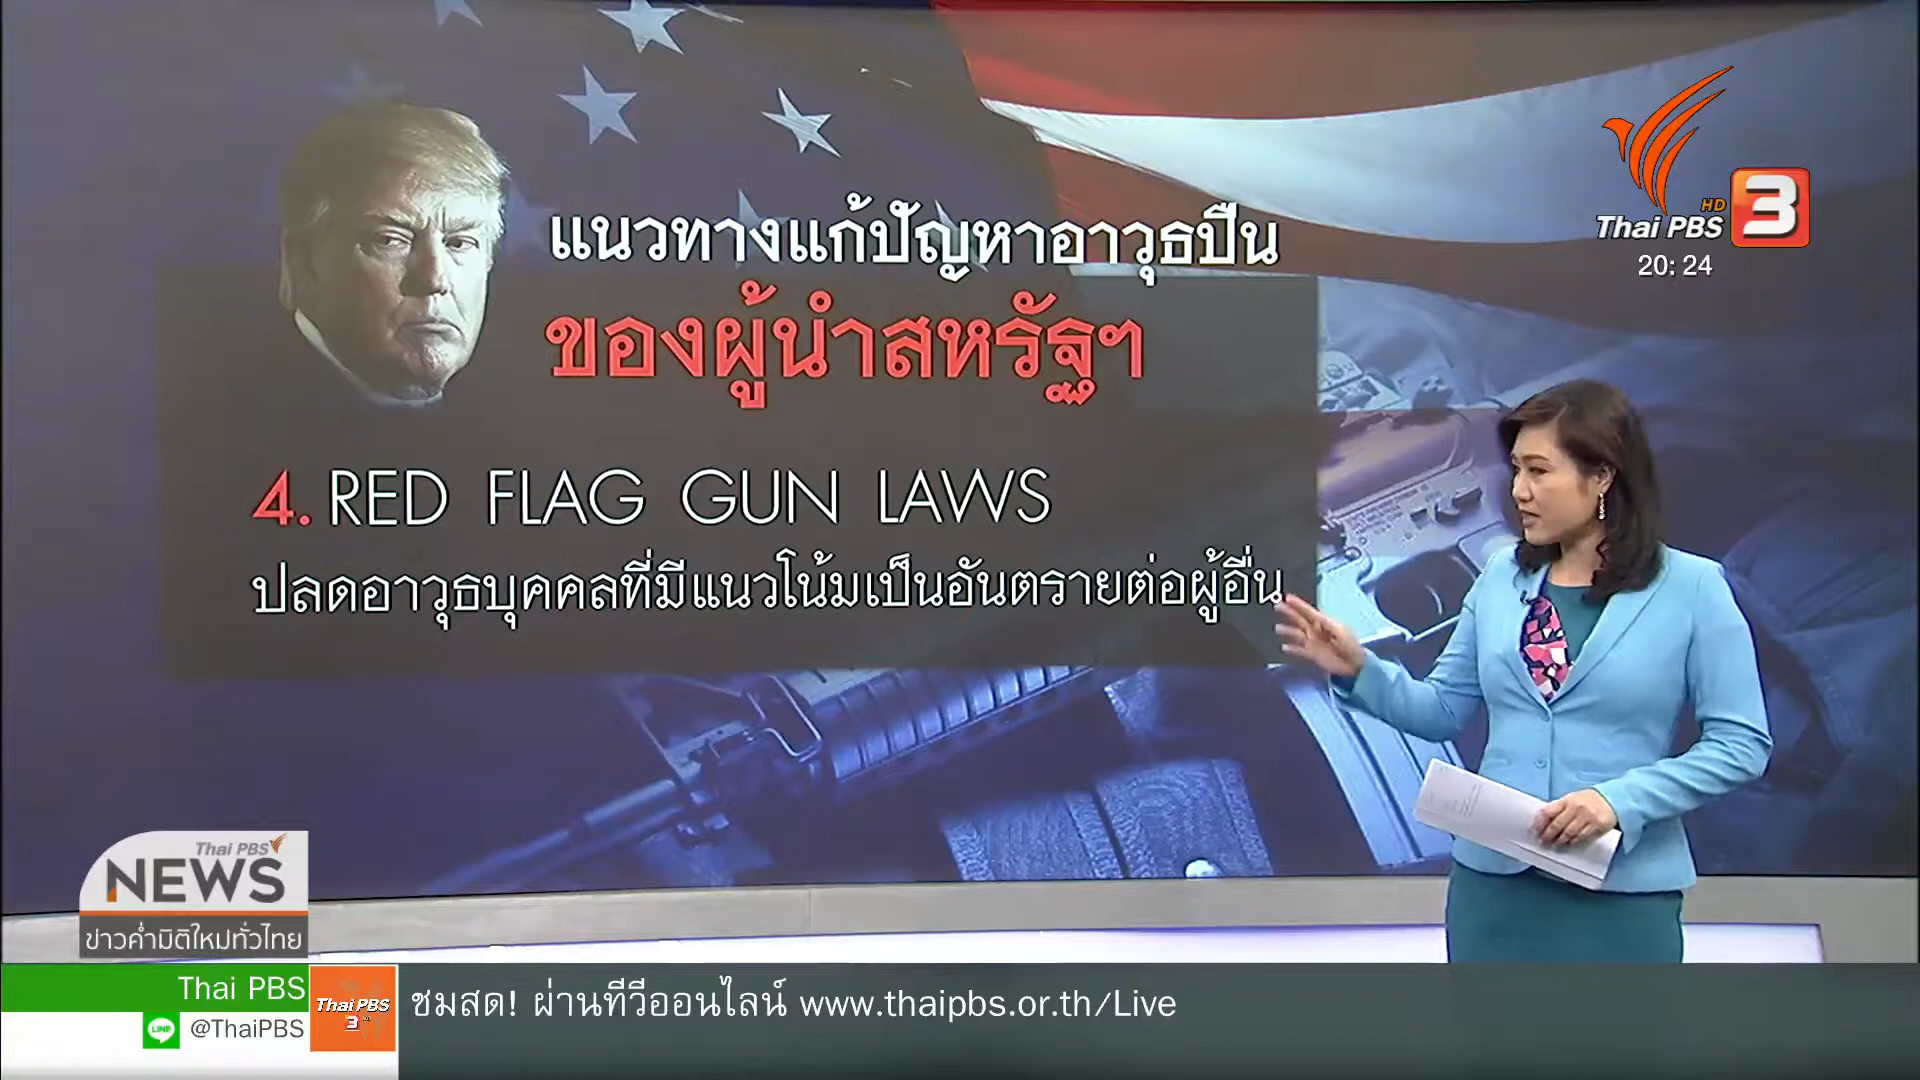 แนวทางแก้ปัญหาอาวุธปืน
ของผู้นำสหรัฐฯ
4. RED FLAG GUN LAWS
ปลดอาวุธบุคคลที่มีแนวโน้มเป็นอันตรายต่อผู้อื่น
HD
Thai PBS 3
20:24
Thai PBS
NEWS
ข่าวค่ำมิติใหม่ทั่วไทย
Thai PBS
LINE @ThaiPBS
Thai PBS
3
ชมสด! ผ่านทีวีออนไลน์ www.thaipbs.or.th/Live